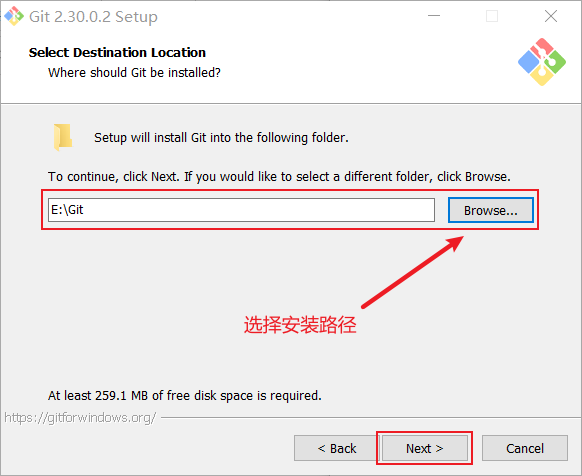 Git 2.30.0.2 Setup
Select Destination Location
Where should Git be installed?
Setup will install Git into the following folder.
To continue, click Next. If you would like to select a different folder, click Browse.
E:\Git
Browse...
选择安装路径
At least 259.1 MB of free disk space is required.
https://gitforwindows.org/
< Back
Next >
Cancel